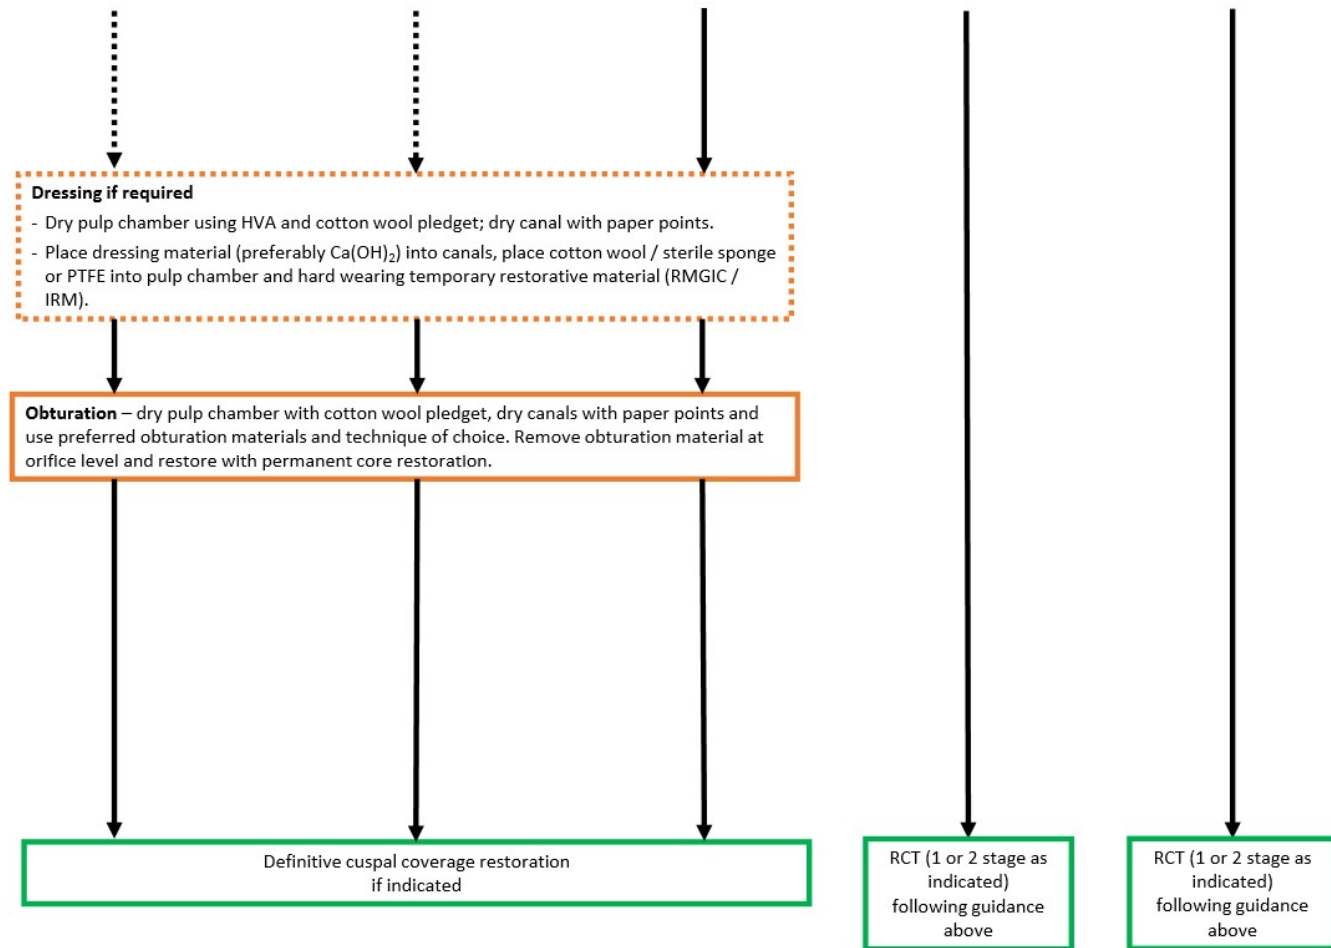 Dressing if required
- Dry pulp chamber using HVA and cotton wool pledget; dry canal with paper points.
- Place dressing material (preferably Ca(OH)₂) into canals, place cotton wool / sterile sponge
or PTFE into pulp chamber and hard wearing temporary restorative material (RMGIC /
IRM).
Obturation – dry pulp chamber with cotton wool pledget, dry canals with paper points and
use preferred obturation materials and technique of choice. Remove obturation material at
orifice level and restore with permanent core restoration.
Definitive cuspal coverage restoration
if indicated
RCT (1 or 2 stage as
indicated)
following guidance
above
RCT (1 or 2 stage as
indicated)
following guidance
above